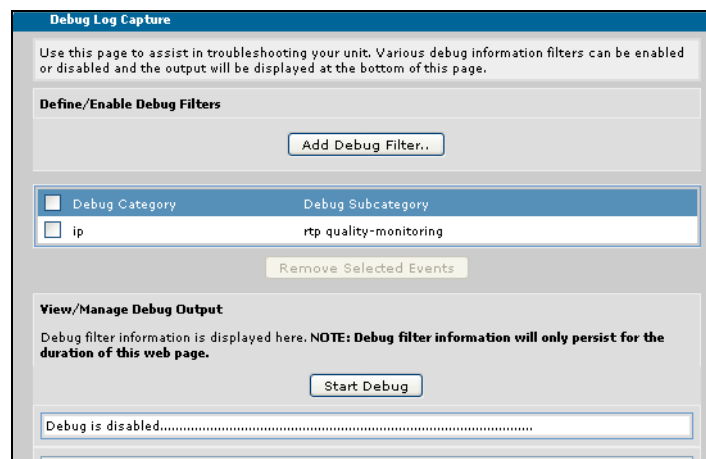 Debug Log Capture
Use this page to assist in troubleshooting your unit. Various debug information filters can be enabled
or disabled and the output will be displayed at the bottom of this page.
Define/Enable Debug Filters
Add Debug Filter..
Debug Category Debug Subcategory
ip rtp quality-monitoring
Remove Selected Events
View/Manage Debug Output
Debug filter information is displayed here. NOTE: Debug filter information will only persist for the
duration of this web page.
Start Debug
Debug is disabled...............................................................................................